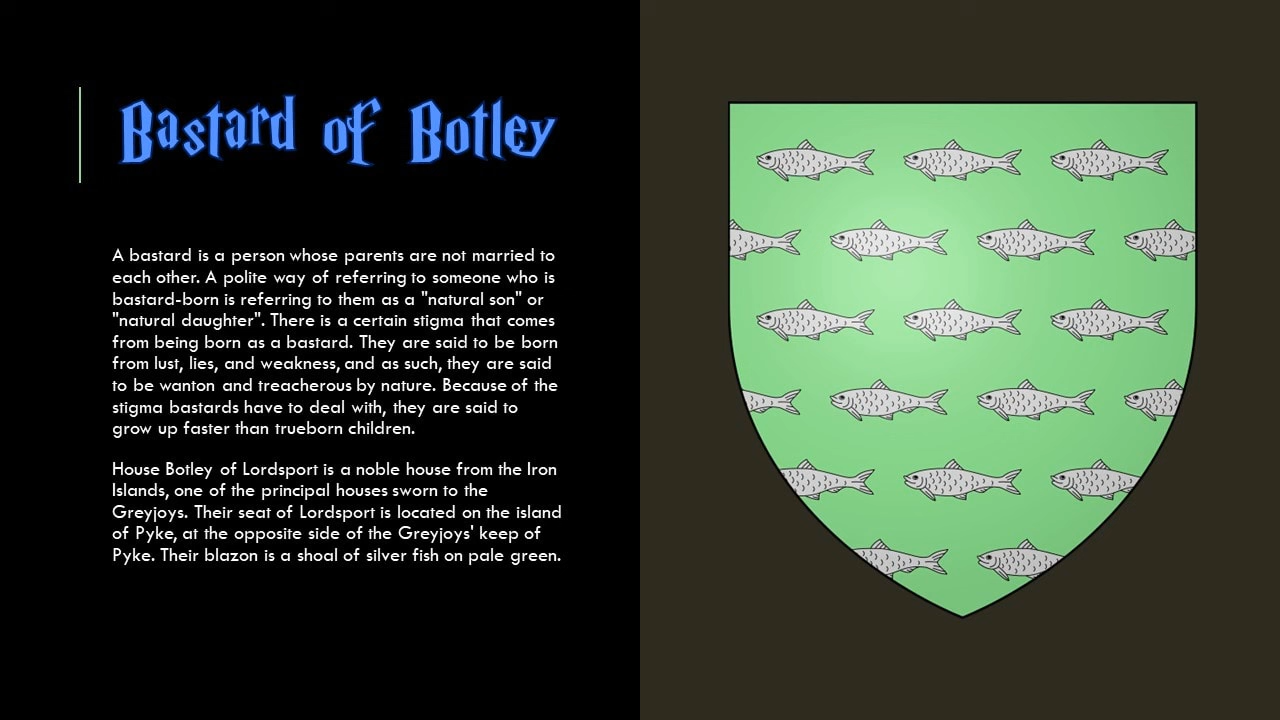 Bastard of Botley
A bastard is a person whose parents are not married to
each other. A polite way of referring to someone who is
bastard-born is referring to them as a "natural son" or
"natural daughter". There is a certain stigma that comes
from being born as a bastard. They are said to be born
from lust, lies, and weakness, and as such, they are said
to be wanton and treacherous by nature. Because of the
stigma bastards have to deal with, they are said to
grow up faster than trueborn children.
House Botley of Lordsport is a noble house from the Iron
Islands, one of the principal houses sworn to the
Greyjoys. Their seat of Lordsport is located on the island
of Pyke, at the opposite side of the Greyjoys' keep of
Pyke. Their blazon is a shoal of silver fish on pale green.